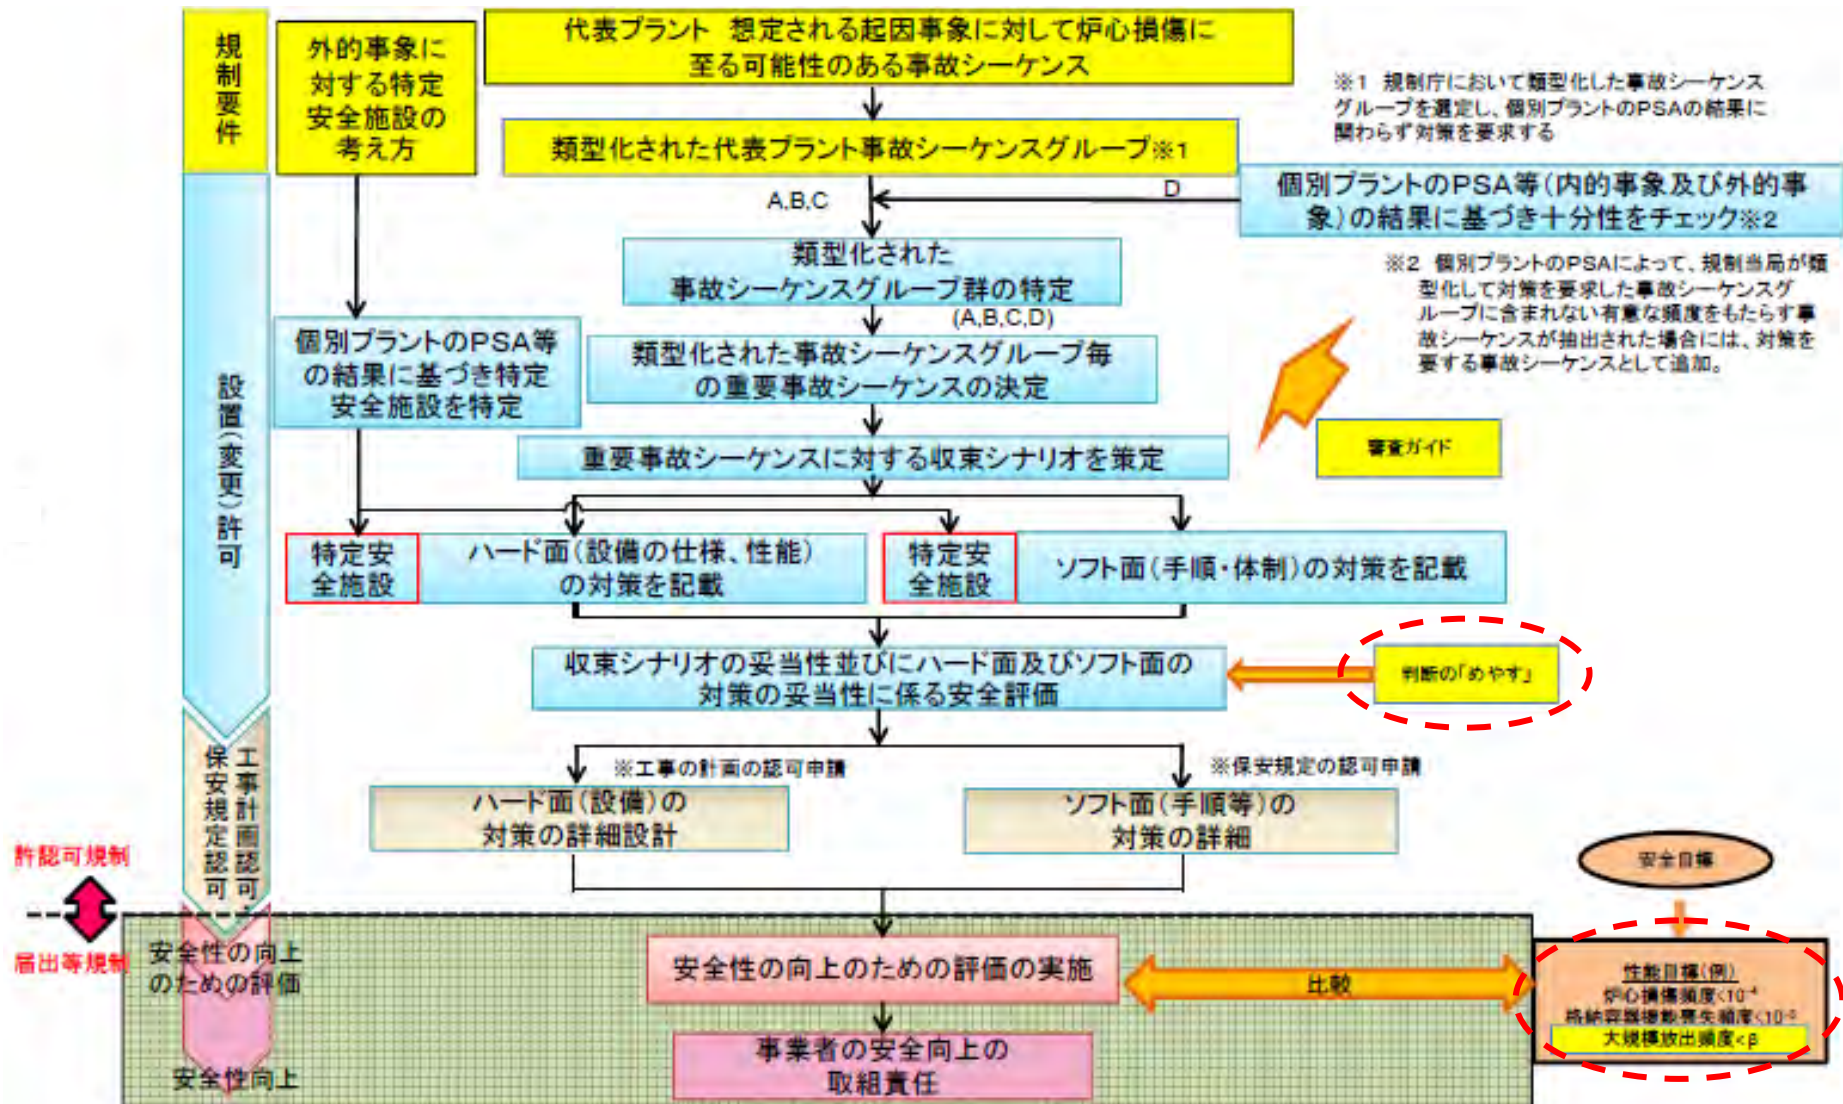 規制要件
外的事象に
対する特定
安全施設の
考え方
代表プラント 想定される起因事象に対して炉心損傷に
至る可能性のある事故シーケンス
※1 規制庁において類型化した事故シーケンス
グループを選定し、個別プラントのPSAの結果に
関わらず対策を要求する
類型化された代表プラント事故シーケンスグループ※1
A,B,C
D
個別プラントのPSA等(内的事象及び外的事
象)の結果に基づき十分性をチェック※2
類型化された
事故シーケンスグループ群の特定
(A,B,C,D)
※2 個別プラントのPSAによって、規制当局が類
型化して対策を要求した事故シーケンスグ
ループに含まれない有意な頻度をもたらす事
故シーケンスが抽出された場合には、対策を
要する事故シーケンスとして追加。
設置(変更)許可
個別プラントのPSA等
の結果に基づき特定
安全施設を特定
類型化された事故シーケンスグループ毎
の重要事故シーケンスの決定
重要事故シーケンスに対する収束シナリオを策定
審査ガイド
特定安
全施設
ハード面(設備の仕様、性能)
の対策を記載
特定安
全施設
ソフト面(手順・体制)の対策を記載
収束シナリオの妥当性並びにハード面及びソフト面の
対策の妥当性に係る安全評価
判断の「めやす」
工事計画認可・
保安規定認可
※工事の計画の認可申請
※保安規定の認可申請
ハード面(設備)の
対策の詳細設計
ソフト面(手順等)の
対策の詳細
許認可規制
届出等規制
安全目標
安全性の向上
のための評価
安全性の向上のための評価の実施
比較
性能目標(例)
炉心損傷頻度<10⁻⁴
格納容器機能喪失頻度<10⁻⁵
大規模放出頻度<β
安全性向上
事業者の安全向上の
取組責任